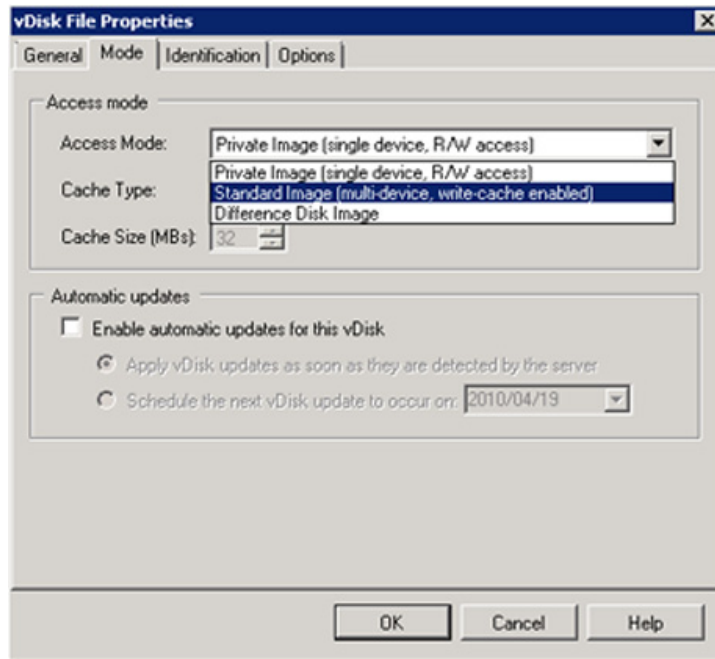 vDisk File Properties
General Mode Identification Options
Access mode
Access Mode: Private Image (single device, R/W access)
Private Image (single device, R/W access)
Cache Type: Standard Image (multi-device, write-cache enabled)
Difference Disk Image
Cache Size (MBs): 32
Automatic updates
Enable automatic updates for this vDisk
Apply vDisk updates as soon as they are detected by the server
Schedule the next vDisk update to occur on: 2010/04/19
OK Cancel Help